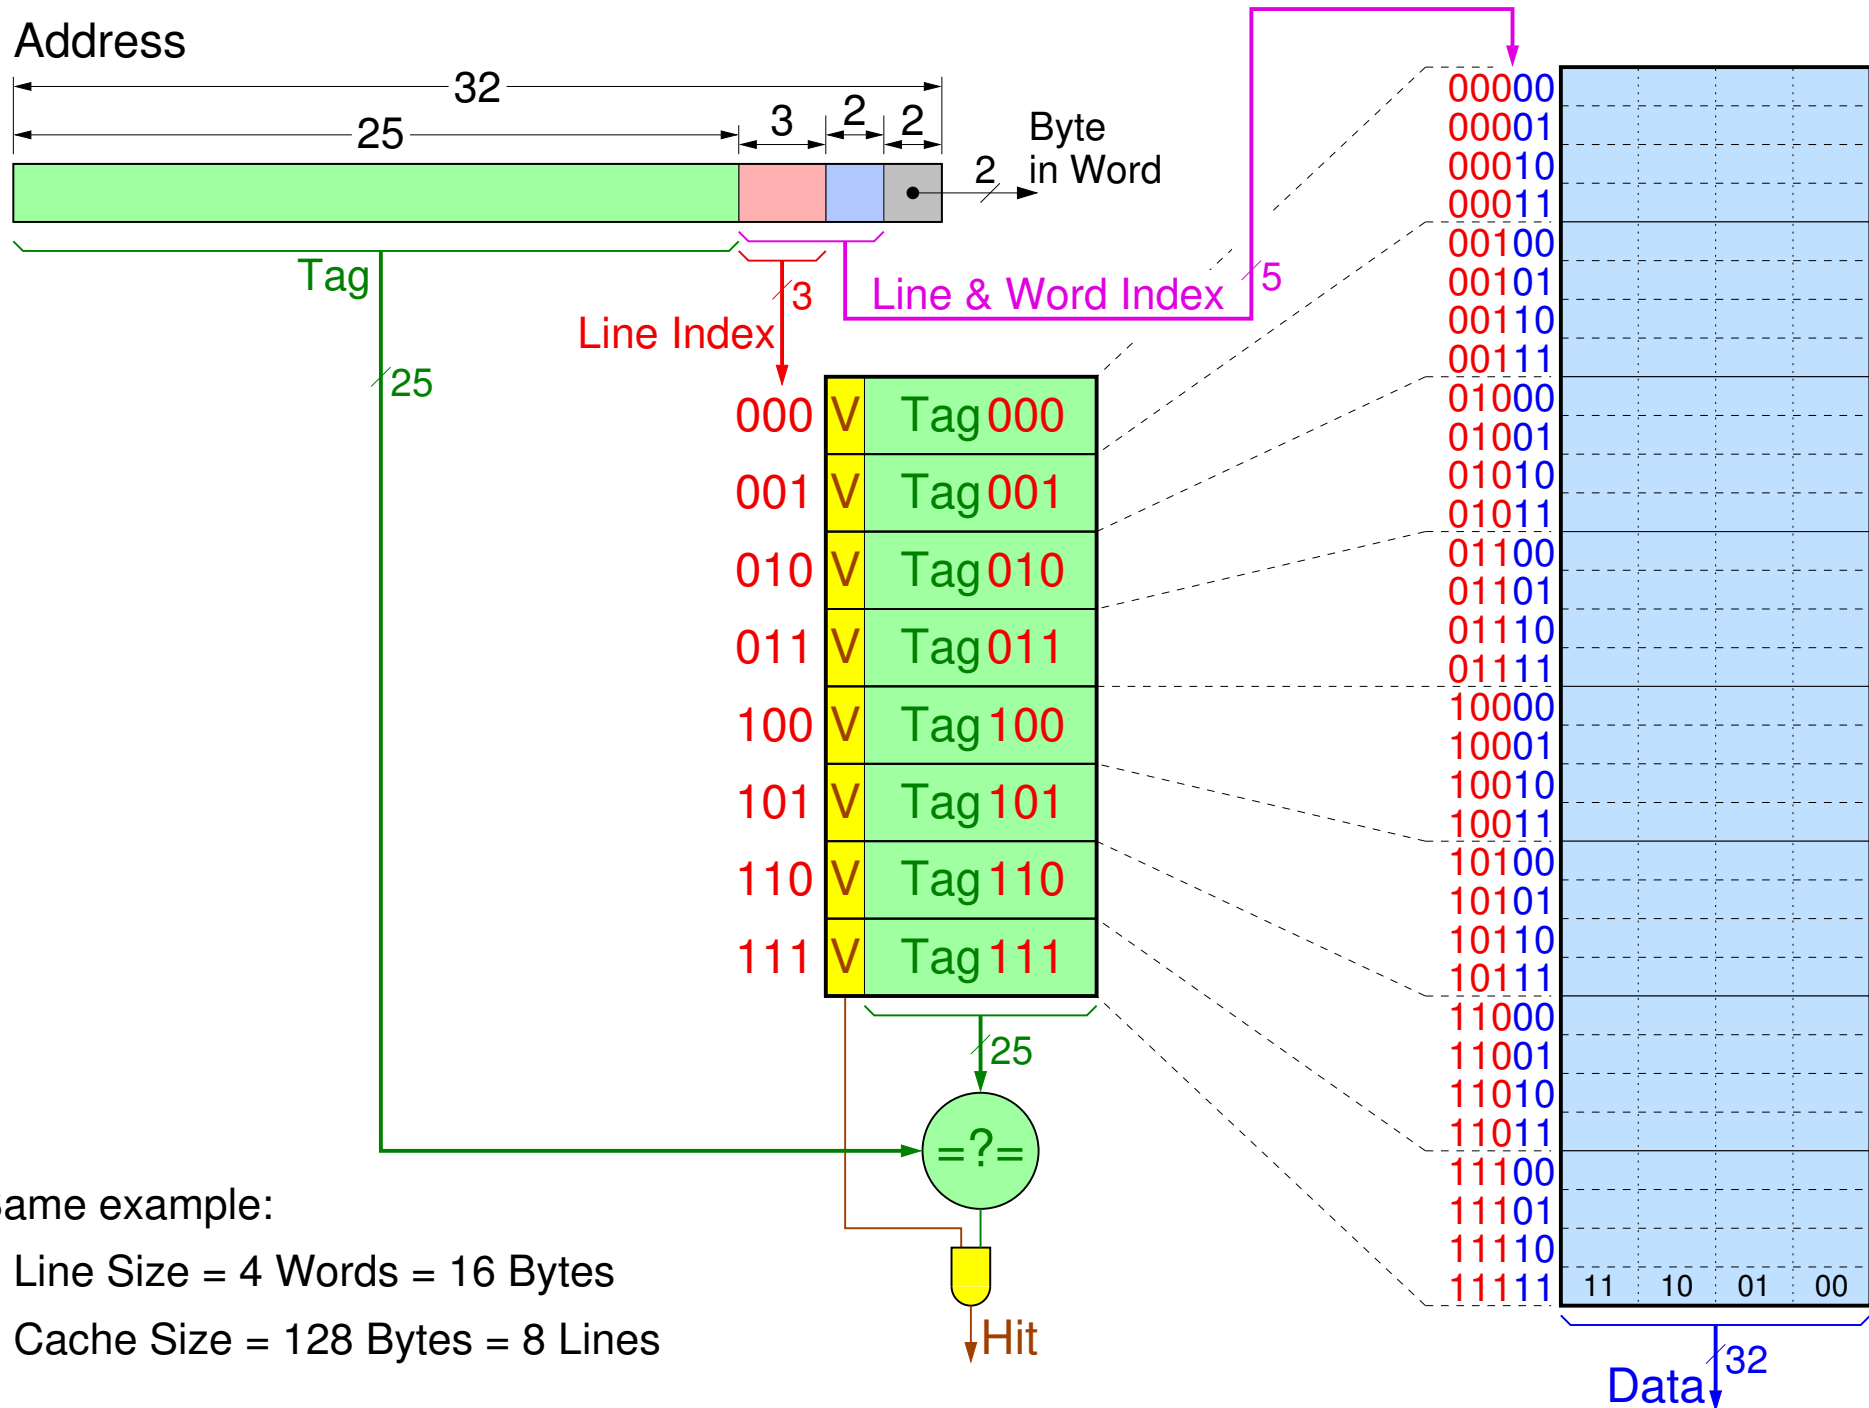 Address
32
25 3 2 2
2 Byte
in Word
Tag
25
3
Line Index
Line & Word Index
5
000 V Tag 000
001 V Tag 001
010 V Tag 010
011 V Tag 011
100 V Tag 100
101 V Tag 101
110 V Tag 110
111 V Tag 111
25
=?=
Hit
00000
00001
00010
00011
00100
00101
00110
00111
01000
01001
01010
01011
01100
01101
01110
01111
10000
10001
10010
10011
10100
10101
10110
10111
11000
11001
11010
11011
11100
11101
11110
11111 11 10 01 00
32
Data
Same example:
Line Size = 4 Words = 16 Bytes
Cache Size = 128 Bytes = 8 Lines